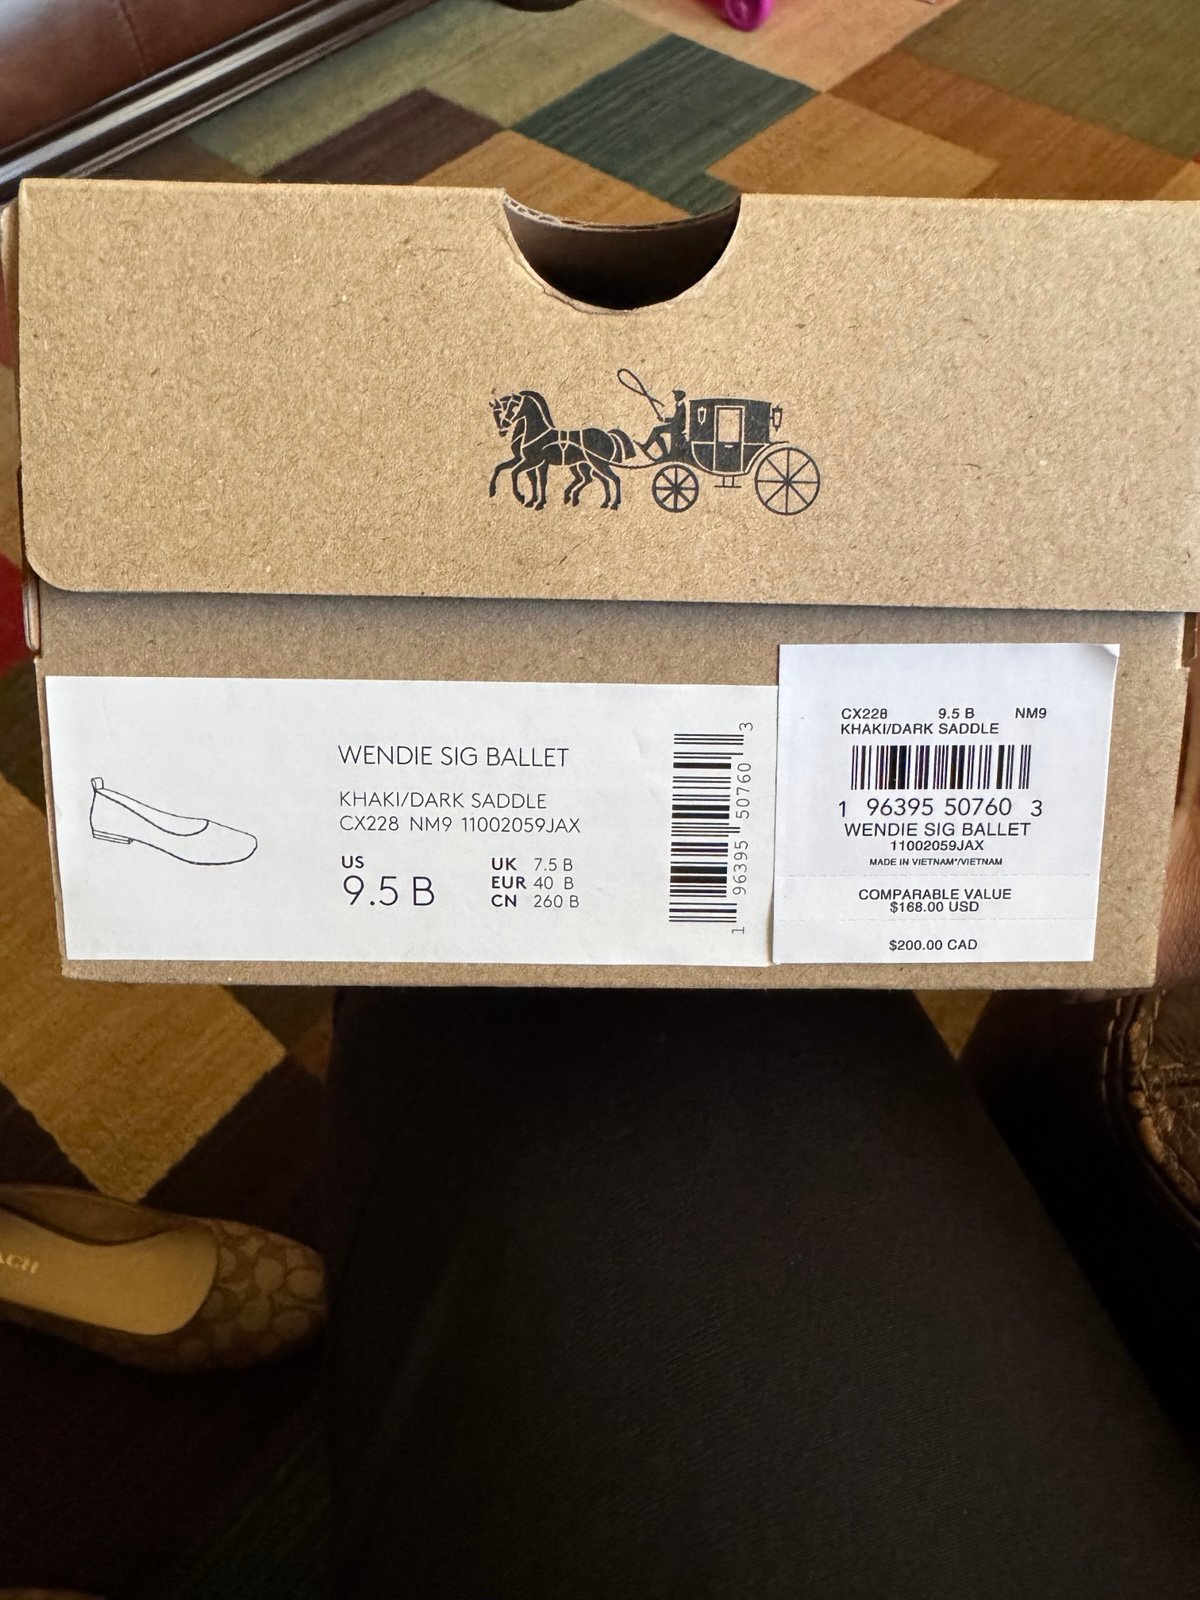 WENDIE SIG BALLET
KHAKI/DARK SADDLE
CX228 NM9 11002059JAX
US
9.5 B
UK 7.5 B
EUR 40 B
CN 260 B
1 96395 50760 3
CX228 9.5 B NM9
KHAKI/DARK SADDLE
1 96395 50760 3
WENDIE SIG BALLET
11002059JAX
MADE IN VIETNAM*/VIETNAM
COMPARABLE VALUE
$168.00 USD
$200.00 CAD